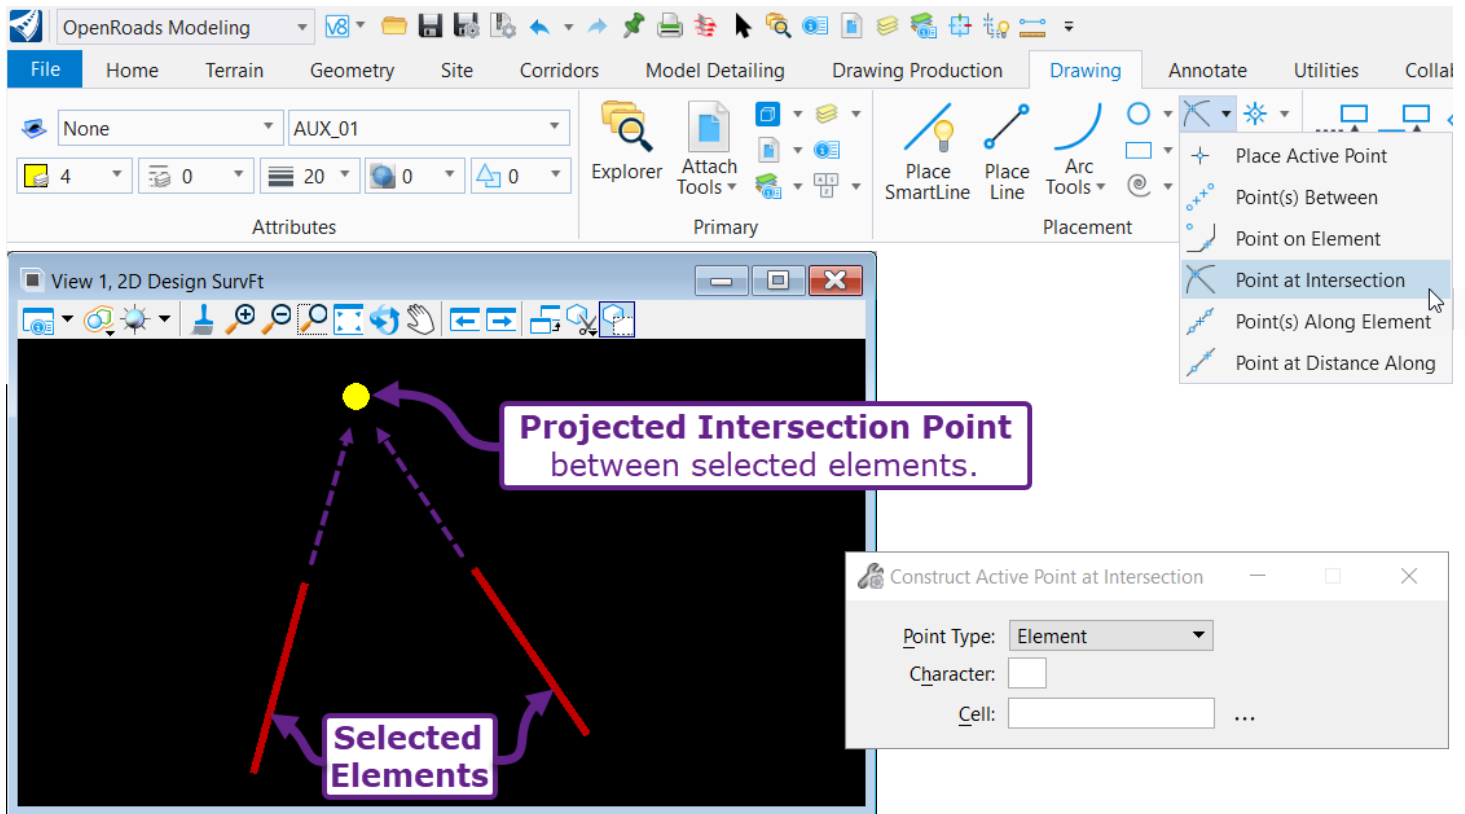 OpenRoads Modeling
V8
File Home Terrain Geometry Site Corridors Model Detailing Drawing Production Drawing Annotate Utilities Collab
None AUX_01
4 0 20 0 0
Attributes
Explorer
Attach
Tools
Primary
Place
SmartLine
Place
Line
Arc
Tools
Placement
Place Active Point
Point(s) Between
Point on Element
Point at Intersection
Point(s) Along Element
Point at Distance Along
View 1, 2D Design SurvFt
Projected Intersection Point
between selected elements.
Selected
Elements
Construct Active Point at Intersection
Point Type: Element
Character:
Cell: ...